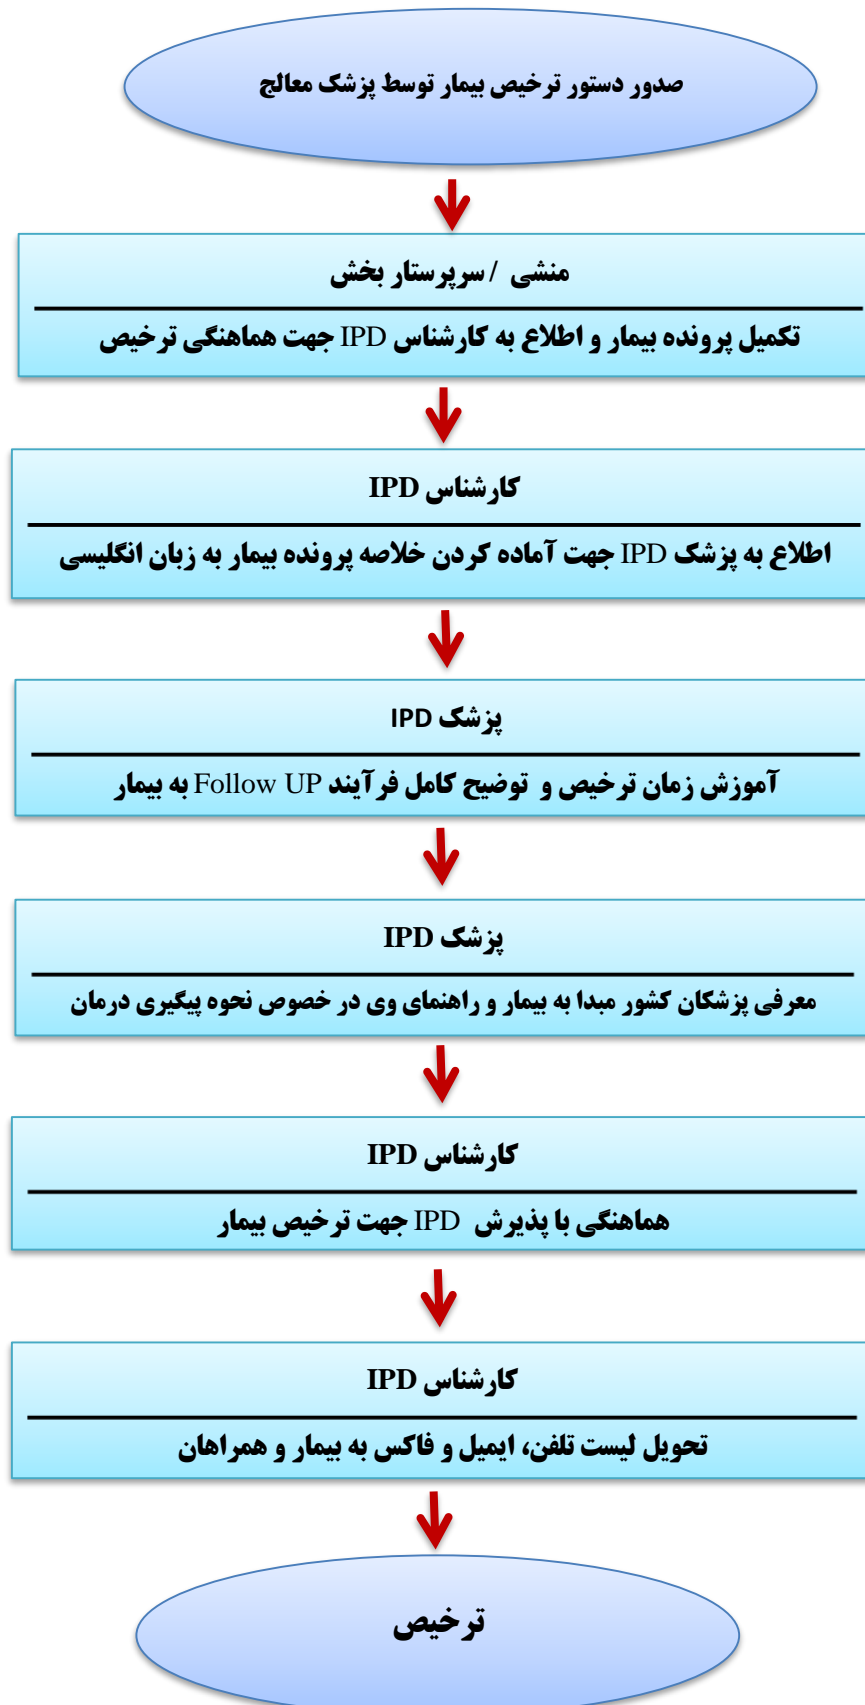 صدور دستور ترخیص بیمار توسط پزشک معالج
منشی / سرپرستار بخش
تکمیل پرونده بیمار و اطلاع به کارشناس IPD جهت هماهنگی ترخیص
کارشناس IPD
اطلاع به پزشک IPD جهت آماده کردن خلاصه پرونده بیمار به زبان انگلیسی
پزشک IPD
آموزش زمان ترخیص و توضیح کامل فرآیند Follow UP به بیمار
پزشک IPD
معرفی پزشکان کشور مبدا به بیمار و راهنمای وی در خصوص نحوه پیگیری درمان
کارشناس IPD
هماهنگی با پذیرش IPD جهت ترخیص بیمار
کارشناس IPD
تحویل لیست تلفن، ایمیل و فاکس به بیمار و همراهان
ترخیص